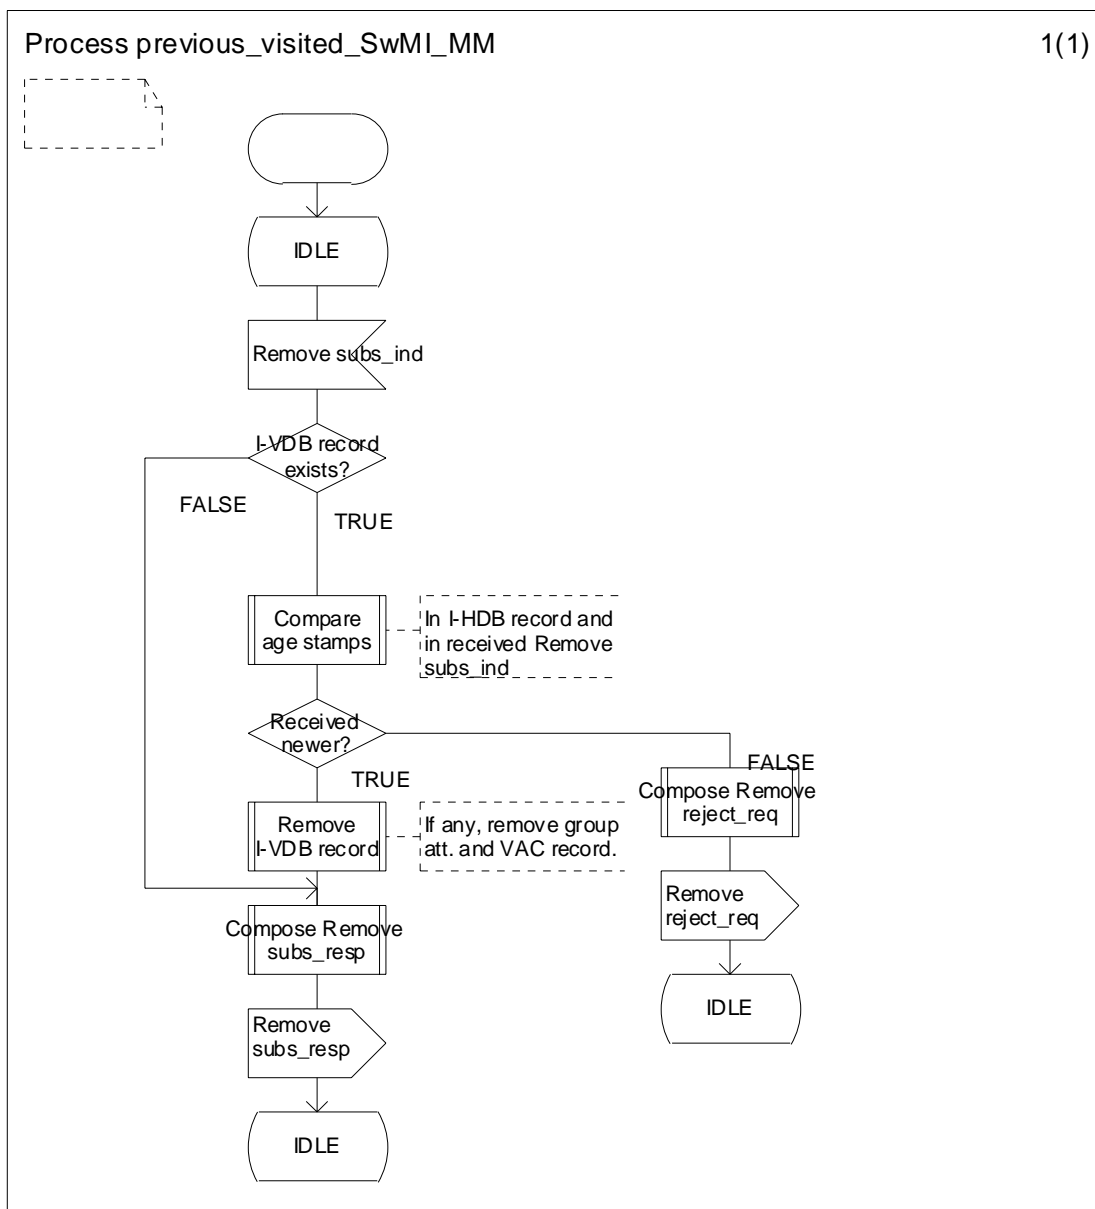 Process previous_visited_SwMI_MM
1(1)
IDLE
Remove subs_ind
I-VDB record
exists?
FALSE
TRUE
Compare
age stamps
In I-HDB record and
in received Remove
subs_ind
Received
newer?
TRUE
FALSE
Compose Remove
reject_req
Remove
I-VDB record
If any, remove group
att. and VAC record.
Remove
reject_req
Compose Remove
subs_resp
IDLE
Remove
subs_resp
IDLE